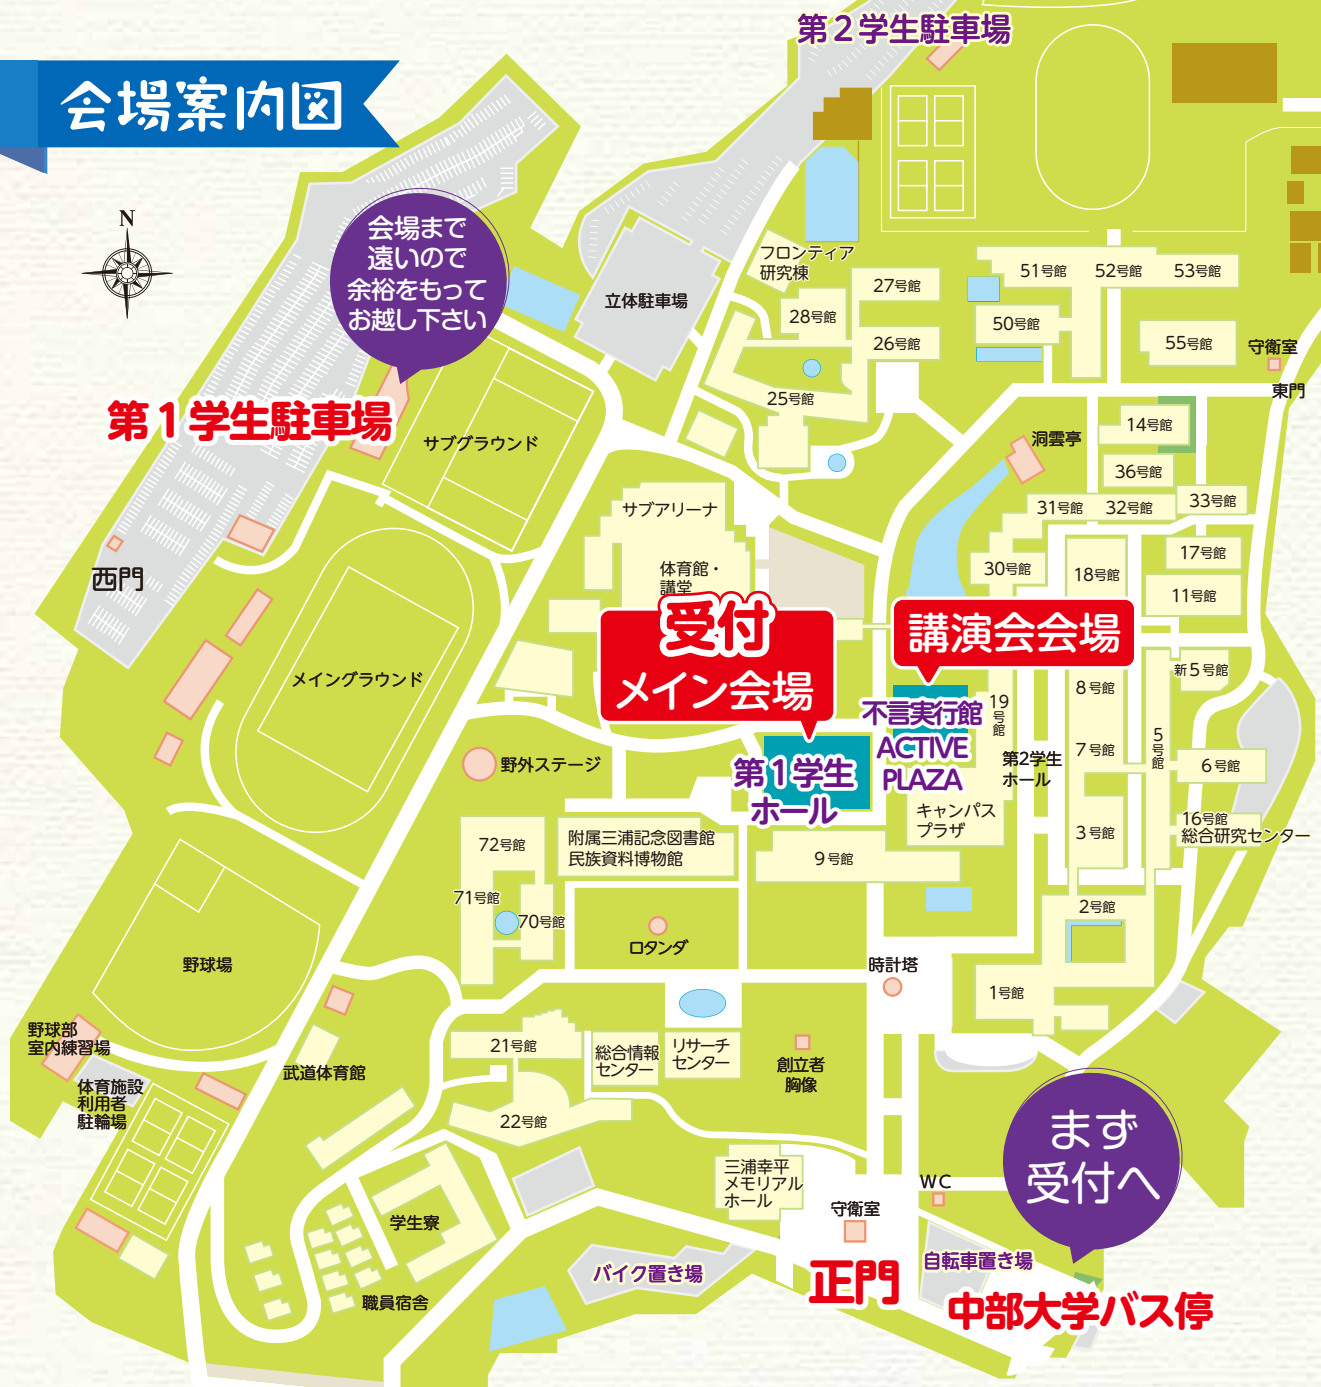 第2学生駐車場
会場案内図
N
会場まで
遠いので
余裕をもって
お越し下さい
立体駐車場
フロンティア
研究棟
27号館
28号館
26号館
25号館
51号館
52号館
53号館
50号館
55号館
守衛室
東門
第1学生駐車場
サブグラウンド
14号館
洞雲亭
36号館
31号館
32号館
33号館
サブアリーナ
体育館・
講堂
西門
30号館
18号館
17号館
11号館
受付
メイン会場
講演会会場
メイングラウンド
新5号館
8号館
19号館
不言実行館
ACTIVE
PLAZA
第2学生
ホール
7号館
5号館
6号館
野外ステージ
第1学生
ホール
キャンパス
プラザ
3号館
16号館
総合研究センター
72号館
附属三浦記念図書館
民族資料博物館
9号館
71号館
70号館
2号館
ロタンダ
野球場
時計塔
1号館
野球部
室内練習場
21号館
総合情報
センター
リサーチ
センター
創立者
胸像
武道体育館
体育施設
利用者
駐輪場
22号館
まず
受付へ
三浦幸平
メモリアル
ホール
WC
学生寮
守衛室
バイク置き場
自転車置き場
正門
職員宿舎
中部大学バス停